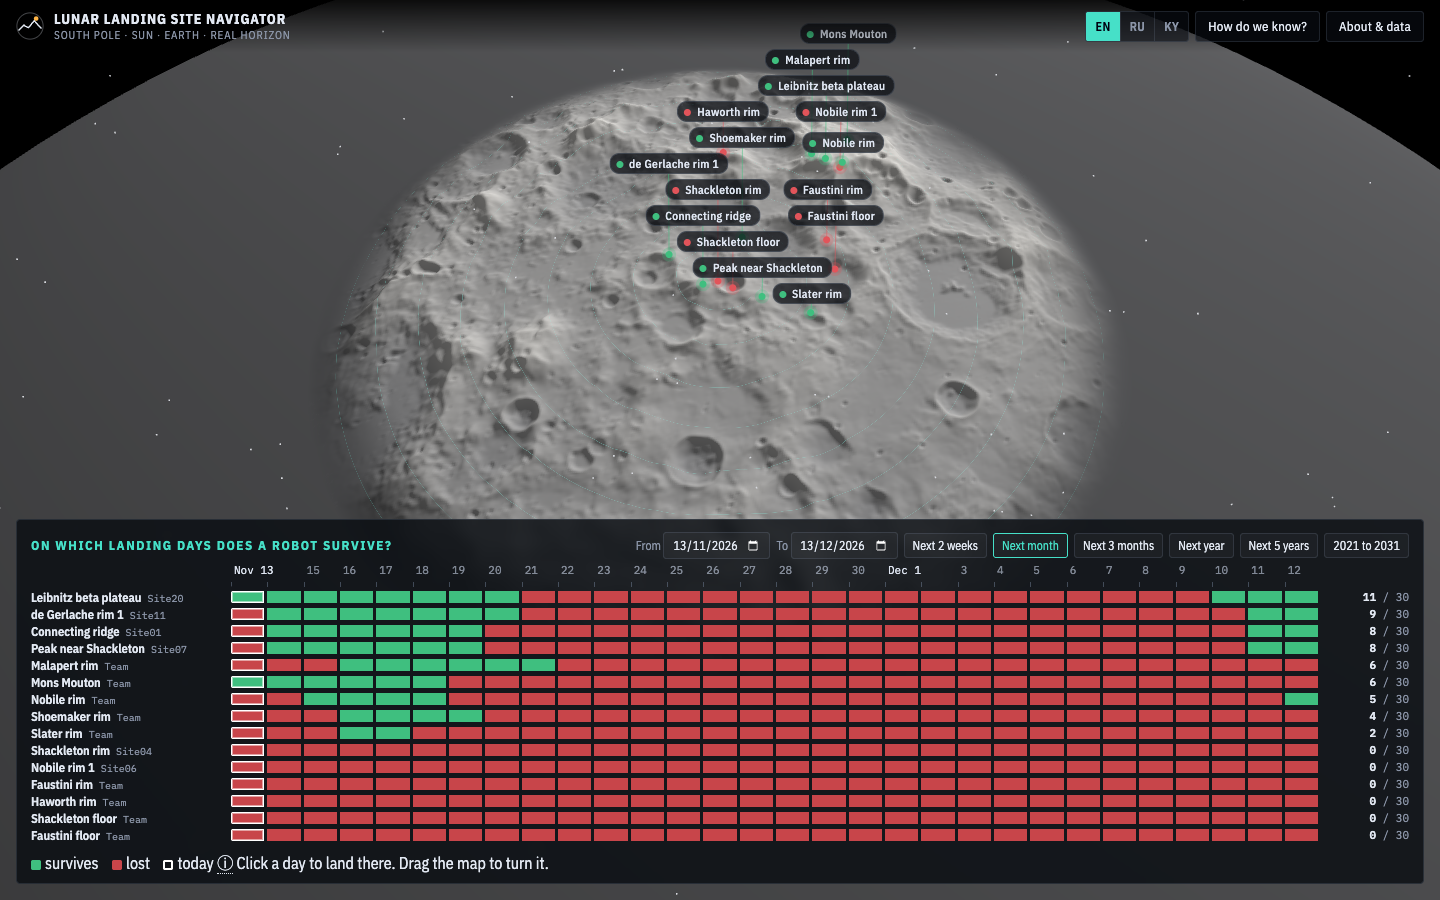 LUNAR LANDING SITE NAVIGATOR
SOUTH POLE · SUN · EARTH · REAL HORIZON
EN RU KY How do we know? About & data
Mons Mouton
Malapert rim
Leibnitz beta plateau
Haworth rim Nobile rim 1
Shoemaker rim Nobile rim
de Gerlache rim 1
Shackleton rim Faustini rim
Connecting ridge Faustini floor
Shackleton floor
Peak near Shackleton
Slater rim
ON WHICH LANDING DAYS DOES A ROBOT SURVIVE? From 13/11/2026 To 13/12/2026 Next 2 weeks Next month Next 3 months Next year Next 5 years 2021 to 2031
Nov 13 15 16 17 18 19 20 21 22 23 24 25 26 27 28 29 30 Dec 1 3 4 5 6 7 8 9 10 11 12
Leibnitz beta plateau Site20 11 / 30
de Gerlache rim 1 Site11 9 / 30
Connecting ridge Site01 8 / 30
Peak near Shackleton Site07 8 / 30
Malapert rim Team 6 / 30
Mons Mouton Team 6 / 30
Nobile rim Team 5 / 30
Shoemaker rim Team 4 / 30
Slater rim Team 2 / 30
Shackleton rim Site04 0 / 30
Nobile rim 1 Site06 0 / 30
Faustini rim Team 0 / 30
Haworth rim Team 0 / 30
Shackleton floor Team 0 / 30
Faustini floor Team 0 / 30
survives lost today ⓘ Click a day to land there. Drag the map to turn it.